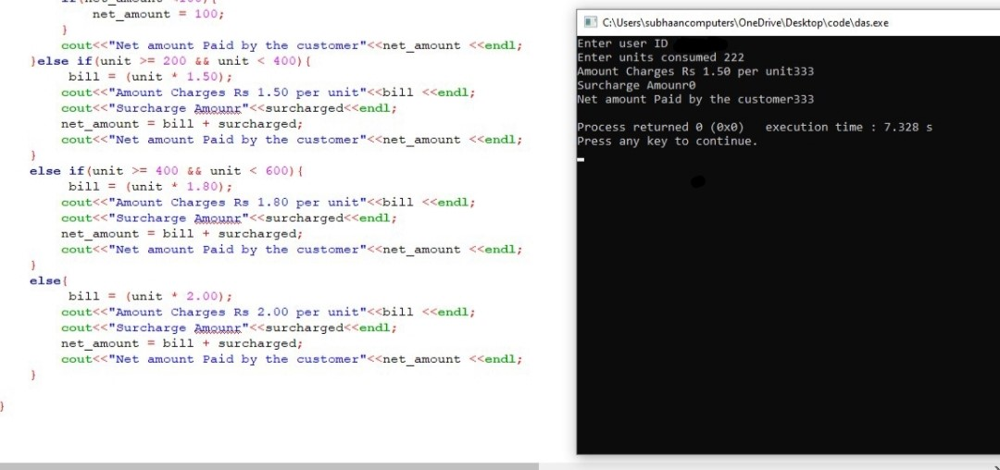 net_amount = 100;
}
cout<<"Net amount Paid by the customer"<<net_amount <<endl;
}else if(unit >= 200 && unit < 400){
bill = (unit * 1.50);
cout<<"Amount Charges Rs 1.50 per unit"<<bill <<endl;
cout<<"Surcharge Amounr"<<surcharged<<endl;
net_amount = bill + surcharged;
cout<<"Net amount Paid by the customer"<<net_amount <<endl;
}
else if(unit >= 400 && unit < 600){
bill = (unit * 1.80);
cout<<"Amount Charges Rs 1.80 per unit"<<bill <<endl;
cout<<"Surcharge Amounr"<<surcharged<<endl;
net_amount = bill + surcharged;
cout<<"Net amount Paid by the customer"<<net_amount <<endl;
}
else{
bill = (unit * 2.00);
cout<<"Amount Charges Rs 2.00 per unit"<<bill <<endl;
cout<<"Surcharge Amounr"<<surcharged<<endl;
net_amount = bill + surcharged;
cout<<"Net amount Paid by the customer"<<net_amount <<endl;
}
}
C:\Users\subhaancomputers\OneDrive\Desktop\code\das.exe
Enter user ID
Enter units consumed 222
Amount Charges Rs 1.50 per unit333
Surcharge Amounr0
Net amount Paid by the customer333
Process returned 0 (0x0) execution time : 7.328 s
Press any key to continue.